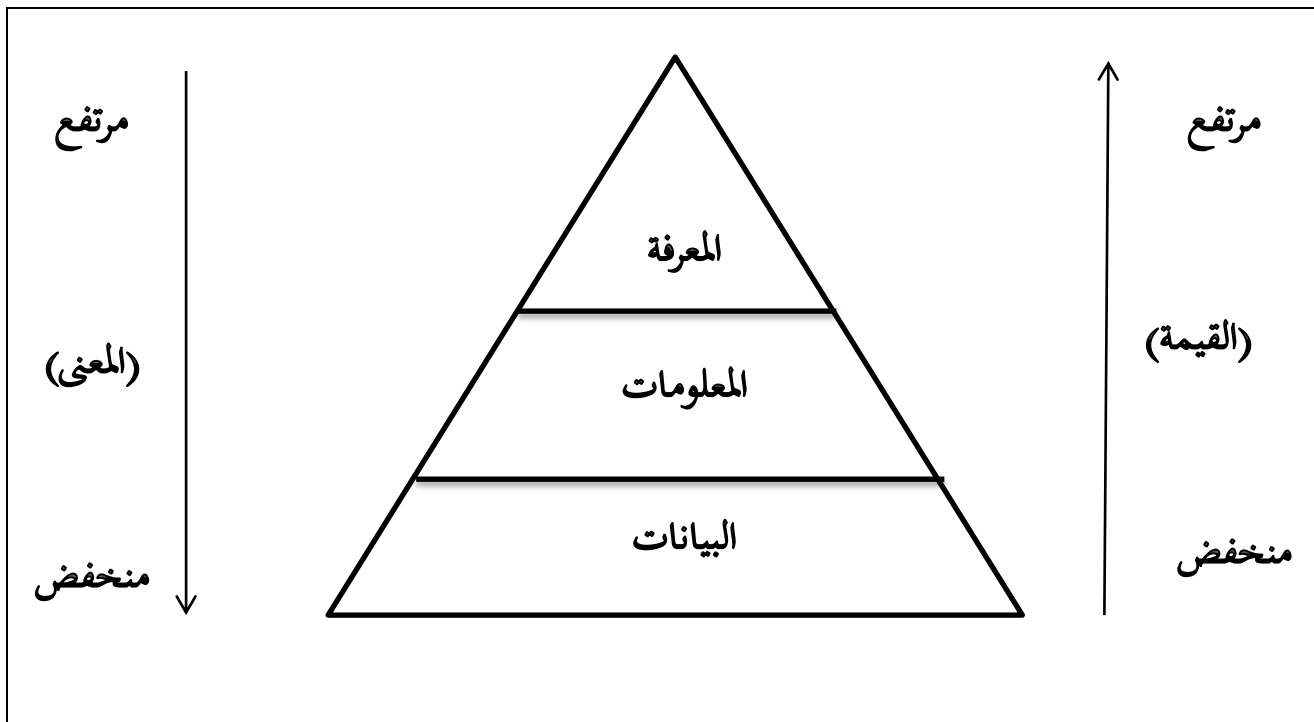 مرتفع
مرتفع
المعرفة
(القيمة)
(المعنى)
المعلومات
البيانات
منخفض
منخفض